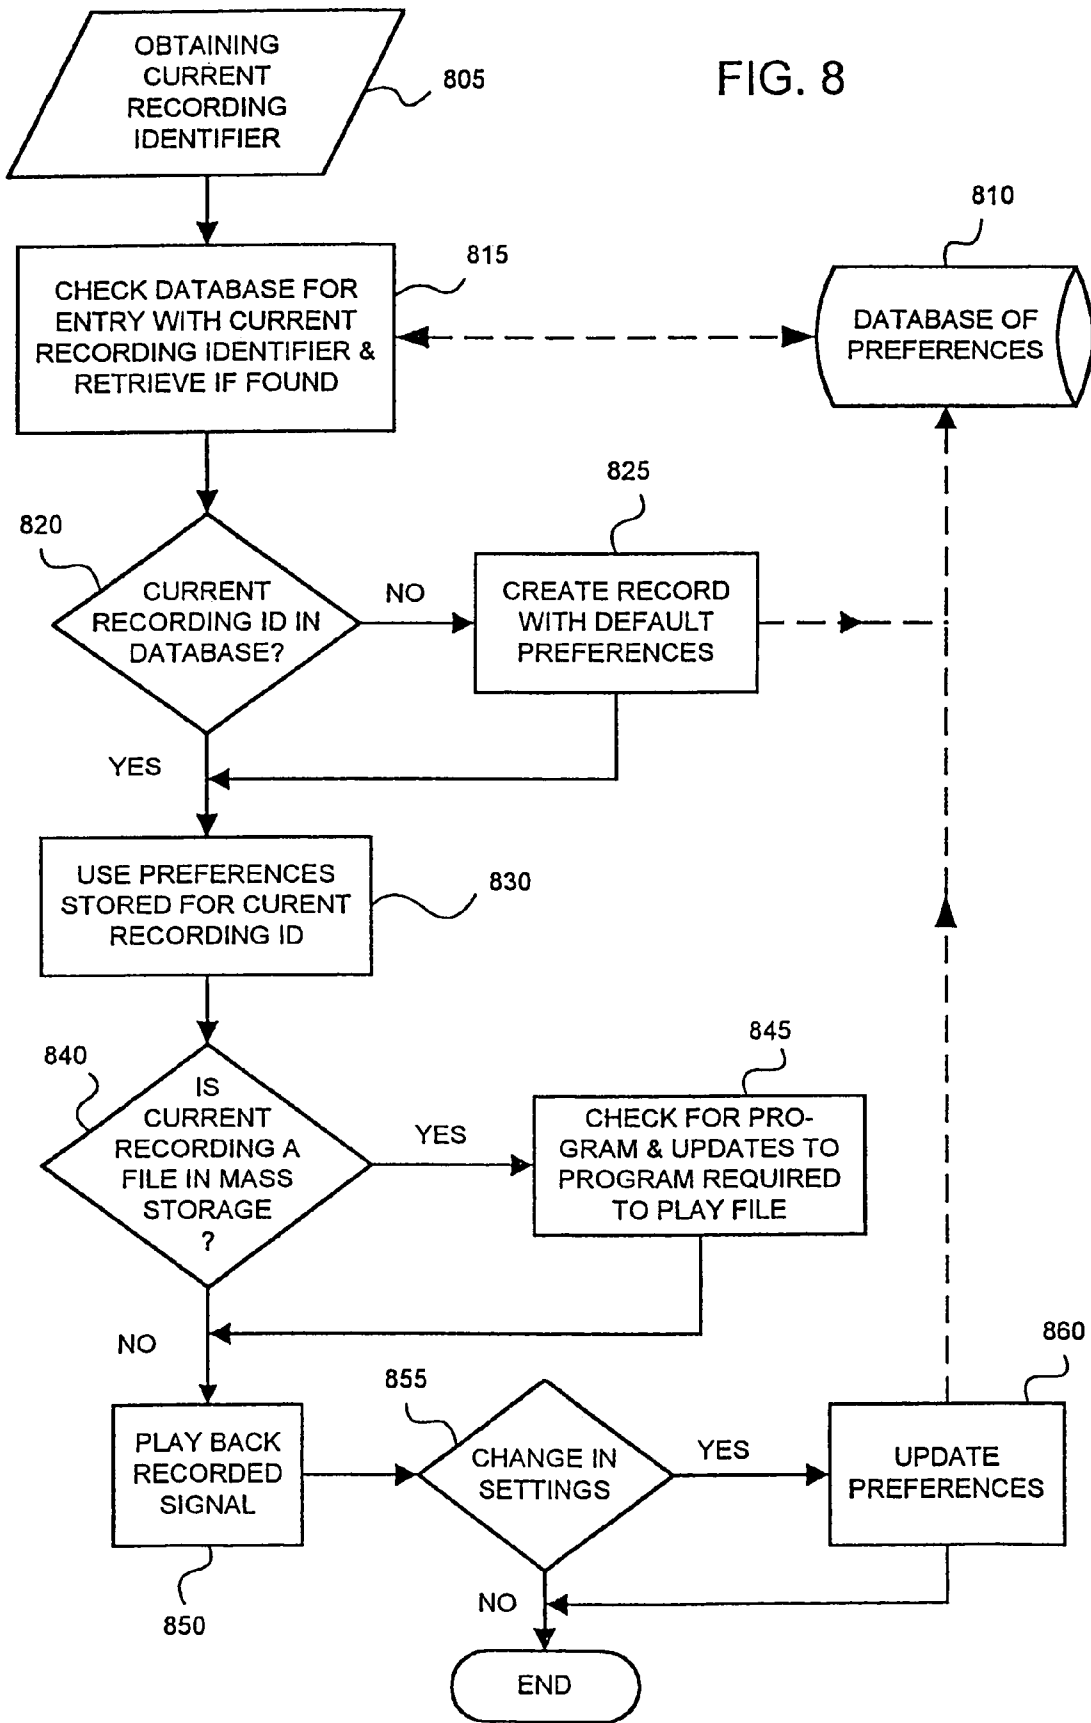 FIG. 8
OBTAINING
CURRENT
RECORDING
IDENTIFIER
805
810
815
CHECK DATABASE FOR
ENTRY WITH CURRENT
RECORDING IDENTIFIER &
RETRIEVE IF FOUND
DATABASE OF
PREFERENCES
820
CURRENT
RECORDING ID IN
DATABASE?
NO
825
CREATE RECORD
WITH DEFAULT
PREFERENCES
YES
USE PREFERENCES
STORED FOR CURENT
RECORDING ID
830
840
IS
CURRENT
RECORDING A
FILE IN MASS
STORAGE
?
YES
845
CHECK FOR PRO-
GRAM & UPDATES TO
PROGRAM REQUIRED
TO PLAY FILE
NO
PLAY BACK
RECORDED
SIGNAL
850
855
CHANGE IN
SETTINGS
YES
860
UPDATE
PREFERENCES
NO
END